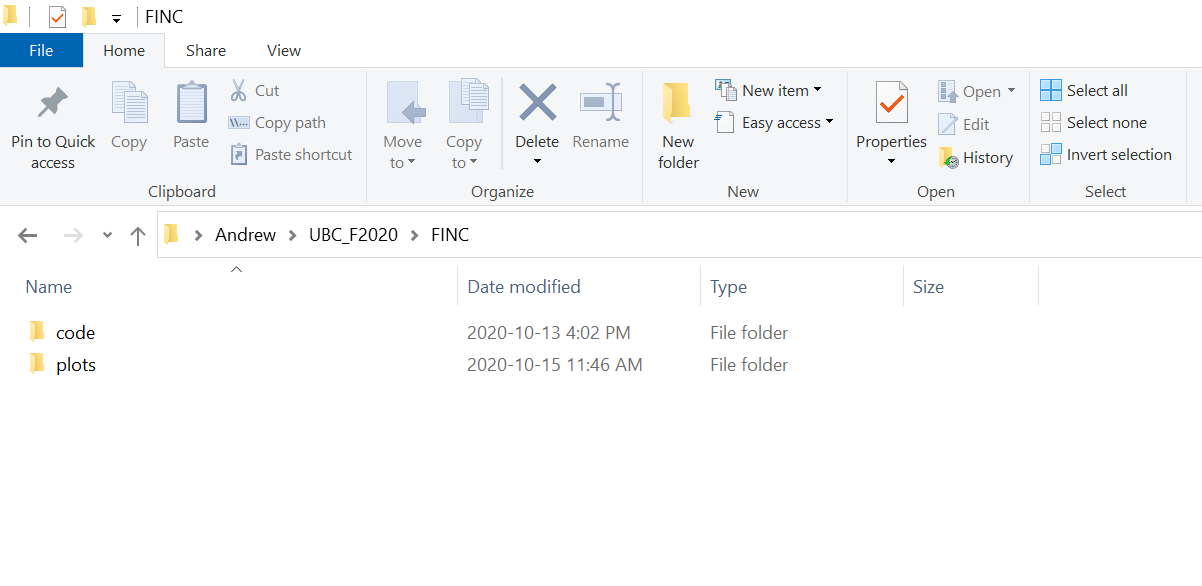 FINC
File Home Share View
Pin to Quick access
Copy
Paste
Cut
Copy path
Paste shortcut
Clipboard
Move to
Copy to
Delete
Rename
Organize
New folder
New item
Easy access
New
Properties
Open
Edit
History
Open
Select all
Select none
Invert selection
Select
Andrew UBC_F2020 FINC
Name Date modified Type Size
code 2020-10-13 4:02 PM File folder
plots 2020-10-15 11:46 AM File folder